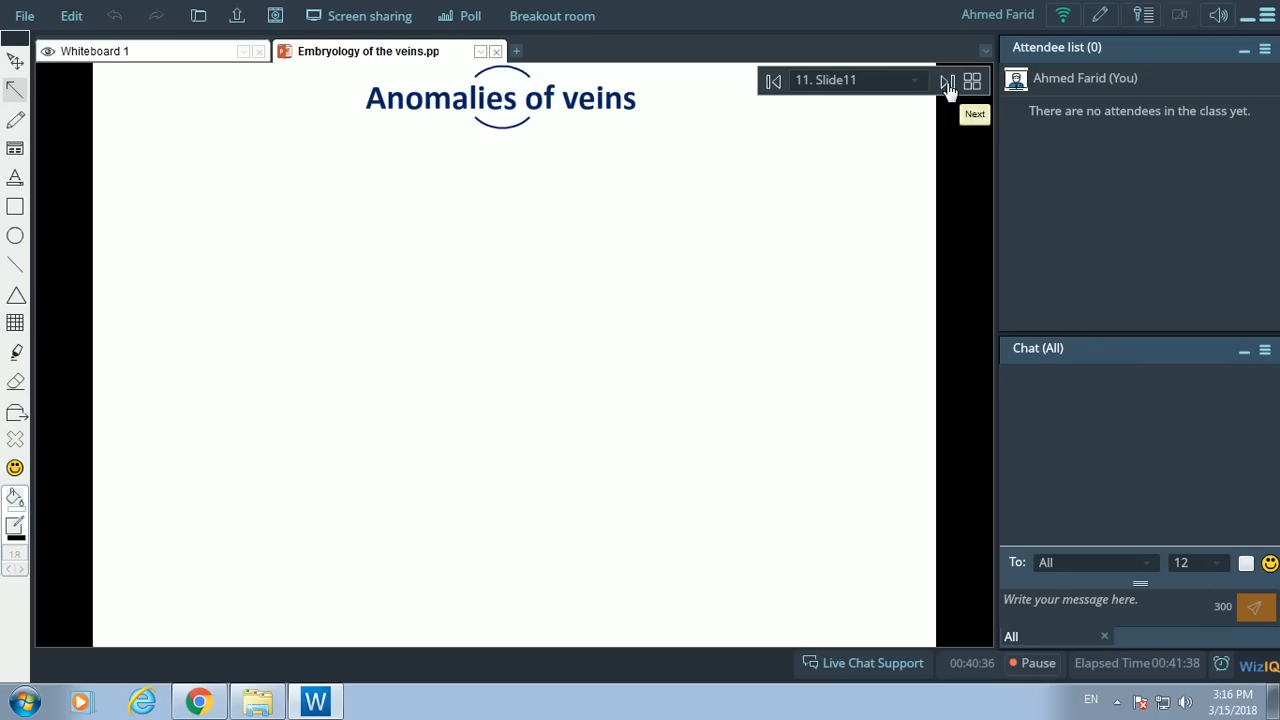 File Edit Screen sharing Poll Breakout room Ahmed Farid
Whiteboard 1 Embryology of the veins.pp
Attendee list (0)
Anomalies of veins
11. Slide11
Next
Ahmed Farid (You)
There are no attendees in the class yet.
Chat (All)
To: All 12
Write your message here. 300
All
18
Live Chat Support 00:40:36 Pause Elapsed Time 00:41:38 WizIQ
EN
3:16 PM
3/15/2018